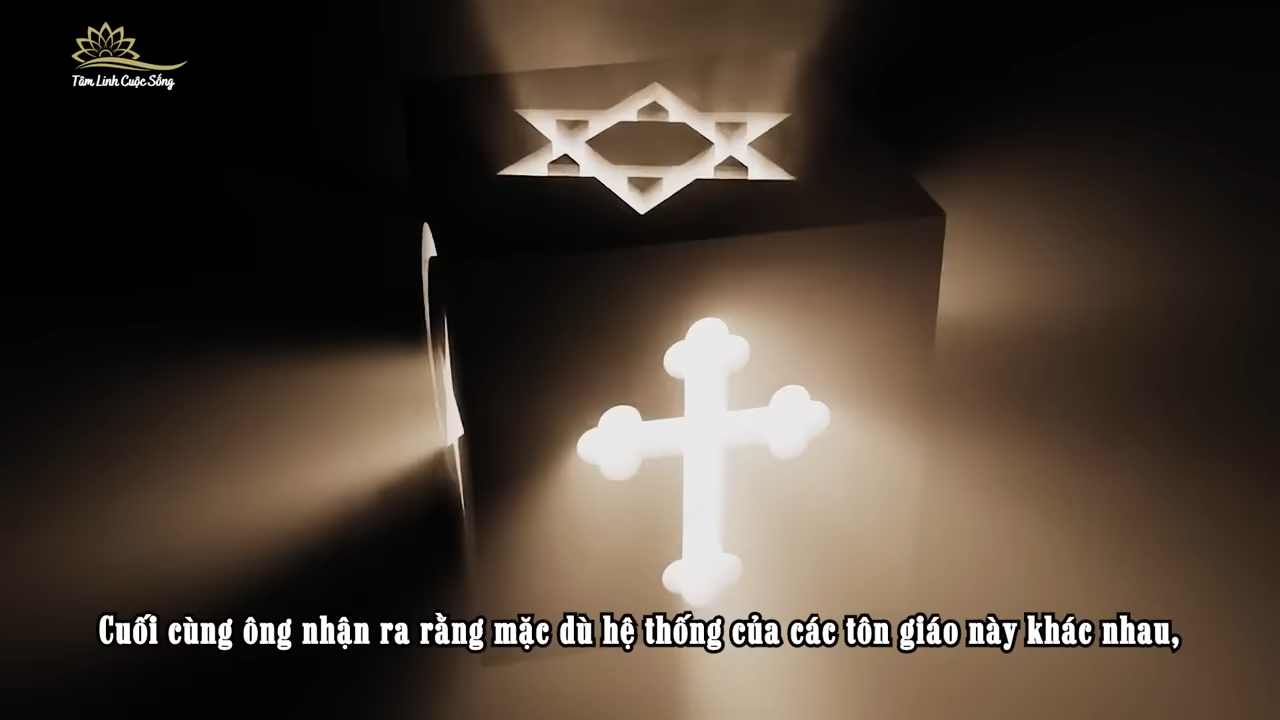 Tâm Linh Cuộc Sống
Cuối cùng ông nhận ra rằng mặc dù hệ thống của các tôn giáo này khác nhau,